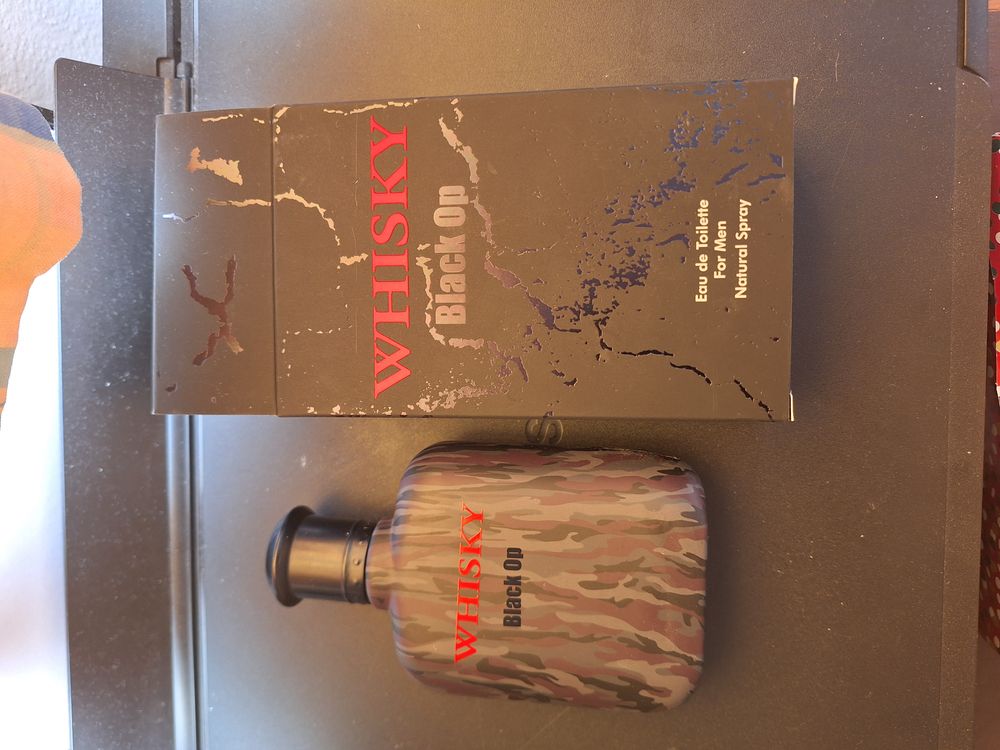 WHISKY
Black Op
Eau de Toilette
For Men
Natural Spray
WHISKY
Black Op
S